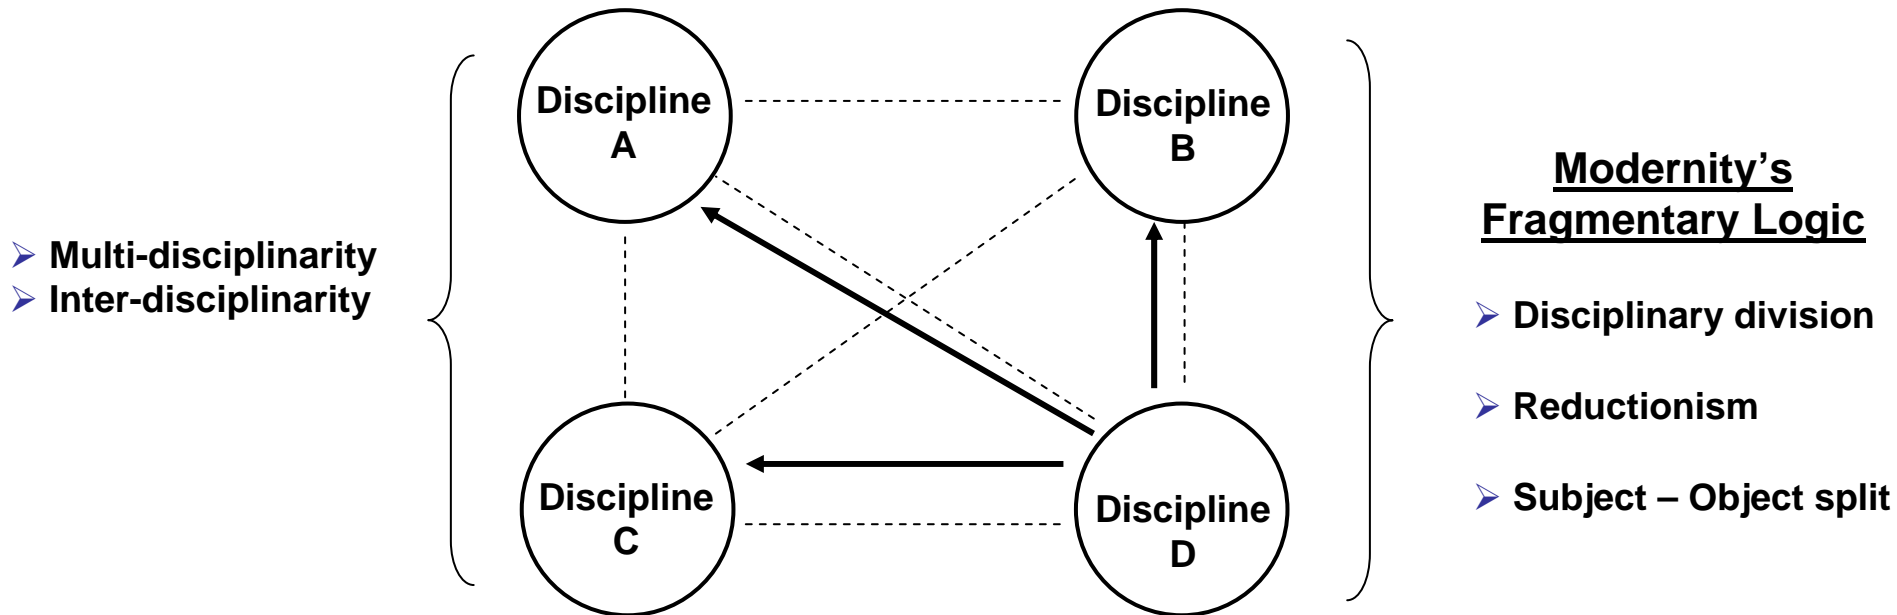 Discipline
A
Discipline
B
➢ Multi-disciplinarity
➢ Inter-disciplinarity
Modernity’s
Fragmentary Logic
➢ Disciplinary division
➢ Reductionism
➢ Subject – Object split
Discipline
C
Discipline
D